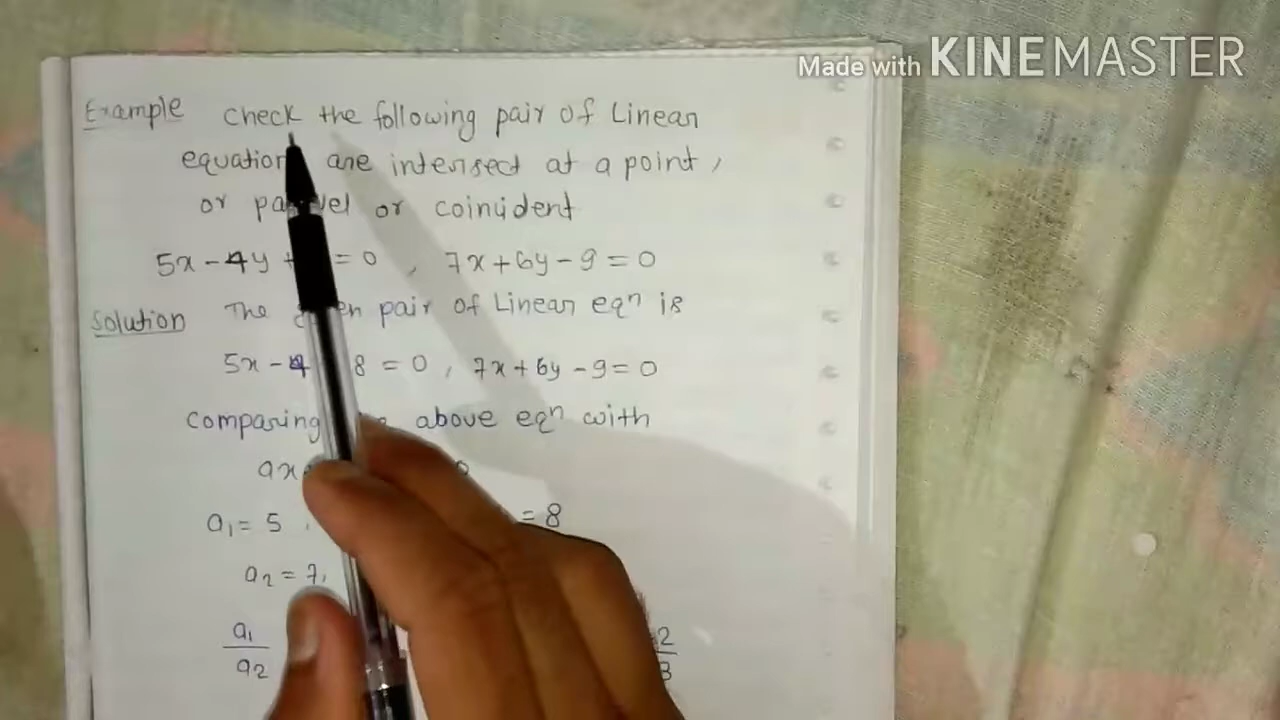 Made with KINEMASTER
Example check the following pair of Linear
equation are intersect at a point,
or or coincident
5x - 4y + = 0 , 7x + 6y - 9 = 0
Solution The pair of Linear eqn is
5x - 4 8 = 0 , 7x + 6y - 9 = 0
comparing above eqn with
ax
a1 = 5 , = 8
a2 = 7,
a1
a2